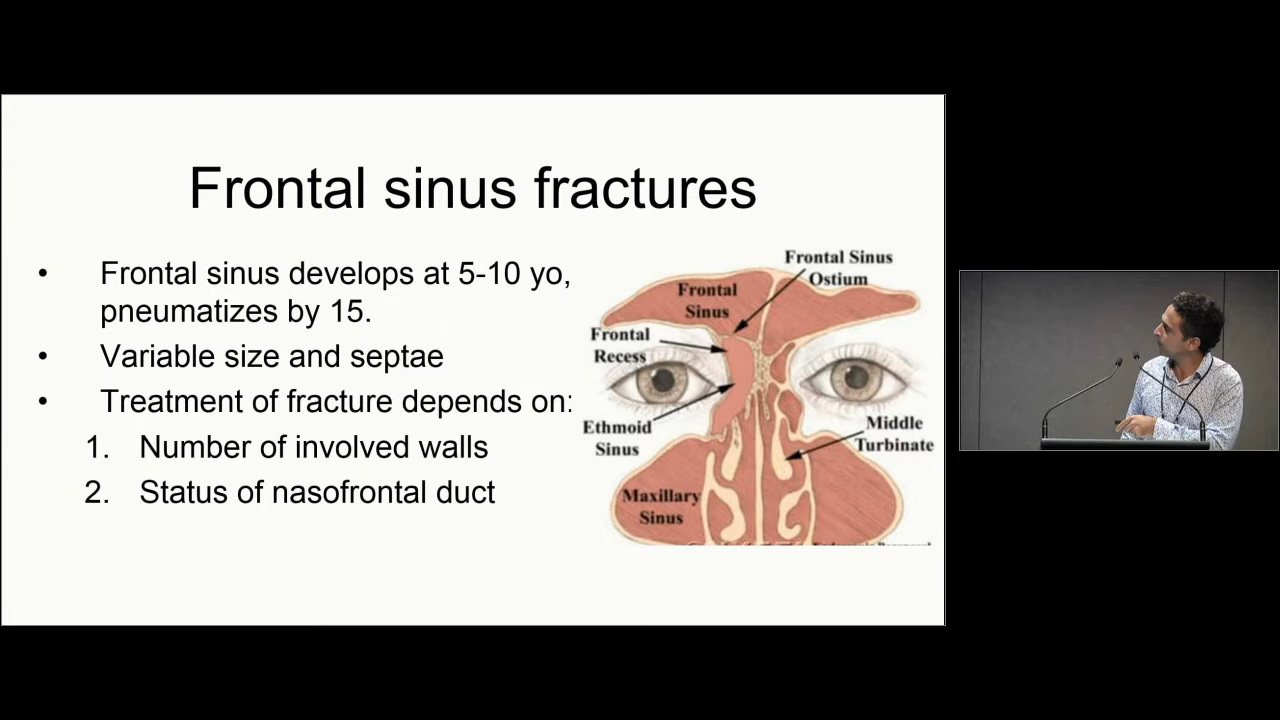 Frontal sinus fractures
• Frontal sinus develops at 5-10 yo,
pneumatizes by 15.
• Variable size and septae
• Treatment of fracture depends on:
1. Number of involved walls
2. Status of nasofrontal duct
Frontal Sinus
Ostium
Frontal
Sinus
Frontal
Recess
Ethmoid
Sinus
Middle
Turbinate
Maxillary
Sinus